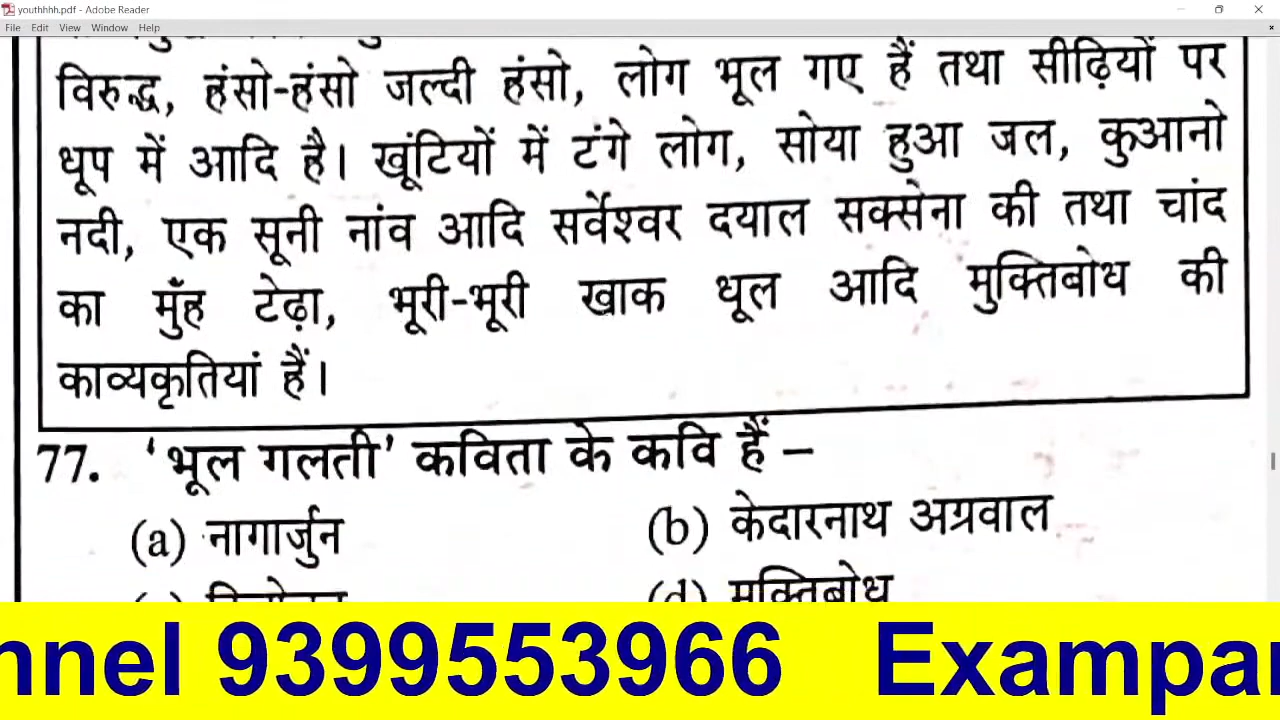 youthhhh.pdf - Adobe Reader
File Edit View Window Help
विरुद्ध, हंसो-हंसो जल्दी हंसो, लोग भूल गए हैं तथा सीढ़ियों पर
धूप में आदि है। खूंटियों में टंगे लोग, सोया हुआ जल, कुआनो
नदी, एक सूनी नांव आदि सर्वेश्वर दयाल सक्सेना की तथा चांद
का मुँह टेढ़ा, भूरी-भूरी खाक धूल आदि मुक्तिबोध की
काव्यकृतियां हैं।
77. 'भूल गलती' कविता के कवि हैं –
(a) नागार्जुन (b) केदारनाथ अग्रवाल
(d) मुक्तिबोध
nnel 9399553966 Exampar